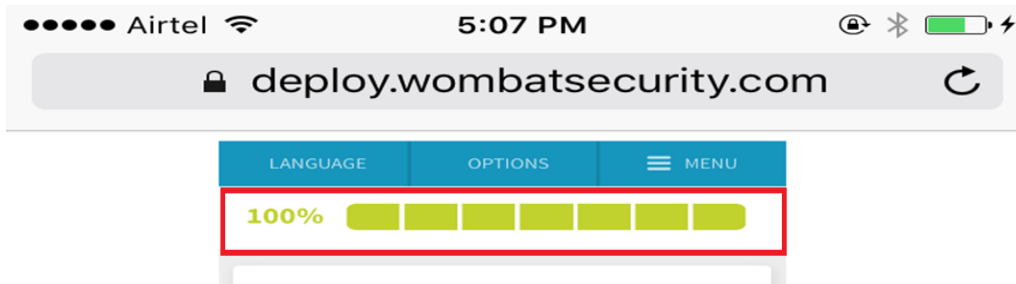 Airtel 5:07 PM
deploy.wombatsecurity.com
LANGUAGE OPTIONS MENU
100%